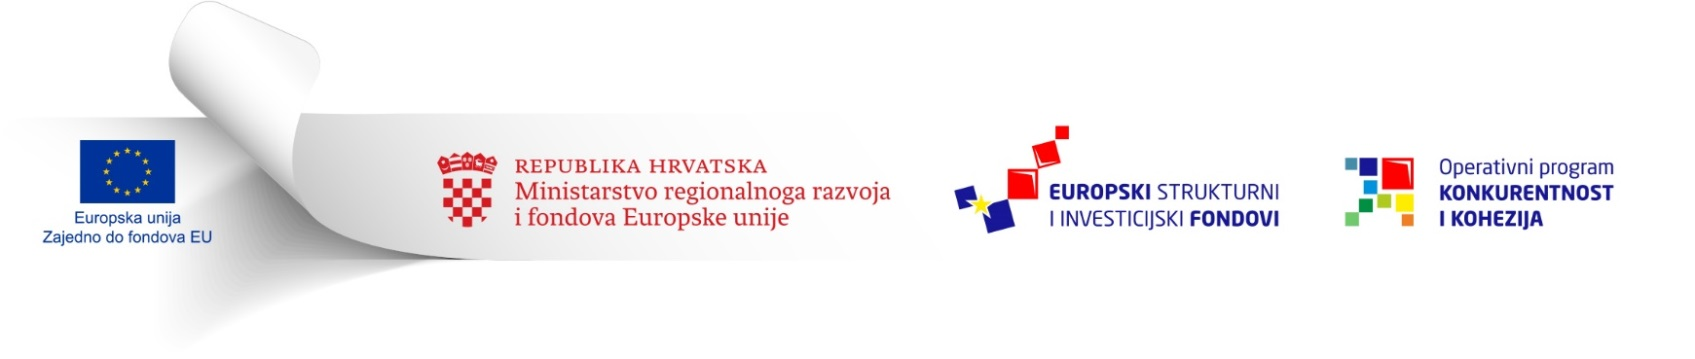 Europska unija
Zajedno do fondova EU
REPUBLIKA HRVATSKA
Ministarstvo regionalnoga razvoja
i fondova Europske unije
EUROPSKI STRUKTURNI
I INVESTICIJSKI FONDOVI
Operativni program
KONKURENTNOST
I KOHEZIJA